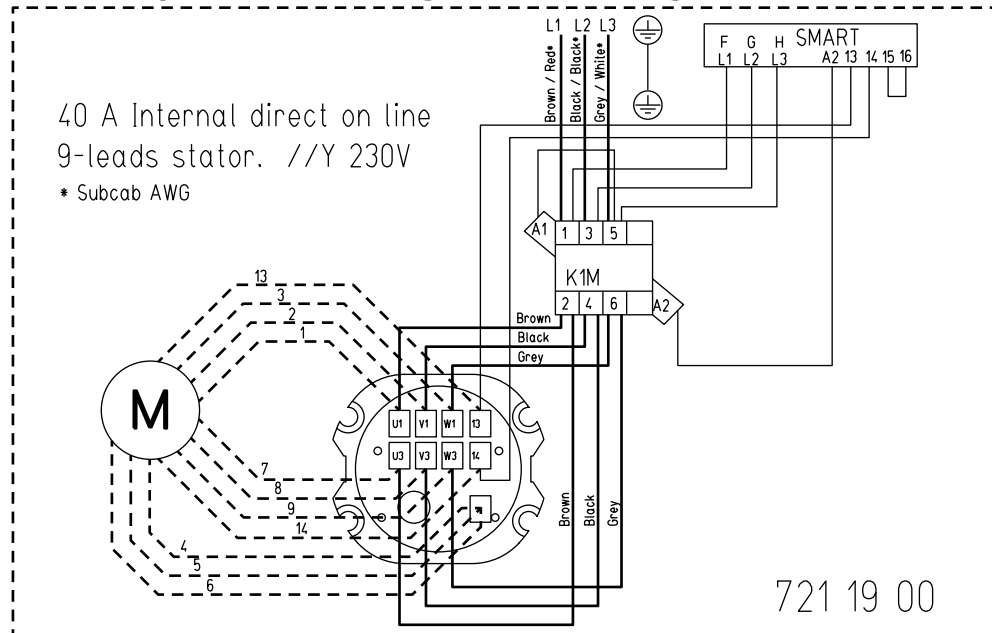 L1 L2 L3
Brown / Red*
Black / Black*
Grey / White*
F G H SMART
L1 L2 L3 A2 13 14 15 16
40 A Internal direct on line
9-leads stator. //Y 230V
* Subcab AWG
A1 1 3 5
K1M
2 4 6 A2
Brown
Black
Grey
13
3
2
1
M
U1 V1 W1 13
U3 V3 W3 14
7
8
9
14
4
5
6
Brown
Black
Grey
721 19 00